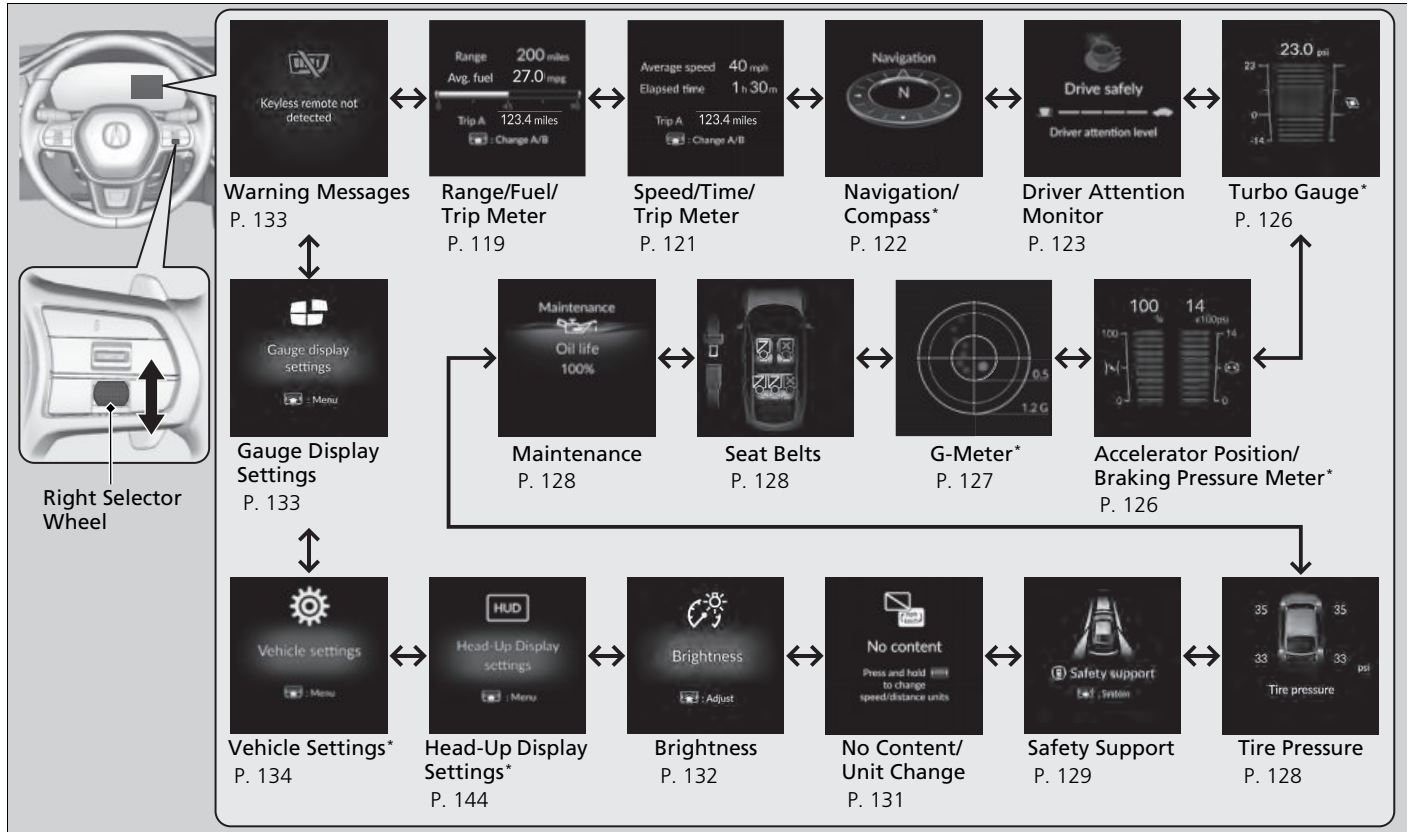 Keyless remote not
detected
Warning Messages
P. 133
Range 200 miles
Avg. fuel 27.0 mpg
Trip A 123.4 miles
: Change A/B
Range/Fuel/
Trip Meter
P. 119
Average speed 40 mph
Elapsed time 1 h 30 m
Trip A 123.4 miles
: Change A/B
Speed/Time/
Trip Meter
P. 121
Navigation
N
Navigation/
Compass*
P. 122
Drive safely
Driver attention level
Driver Attention
Monitor
P. 123
23.0 psi
23
0
-14
Turbo Gauge*
P. 126
Gauge display
settings
: Menu
Gauge Display
Settings
P. 133
Maintenance
Oil life
100%
Maintenance
P. 128
Seat Belts
P. 128
0.5
1.2 G
G-Meter*
P. 127
100 14
% x100psi
100 14
0 0
Accelerator Position/
Braking Pressure Meter*
P. 126
Right Selector
Wheel
Vehicle settings
: Menu
Vehicle Settings*
P. 134
HUD
Head-Up Display
settings
: Menu
Head-Up Display
Settings*
P. 144
Brightness
: Adjust
Brightness
P. 132
No content
Press and hold
to change
speed/distance units
No Content/
Unit Change
P. 131
Safety support
: System
Safety Support
P. 129
35 35
33 33 psi
Tire pressure
Tire Pressure
P. 128